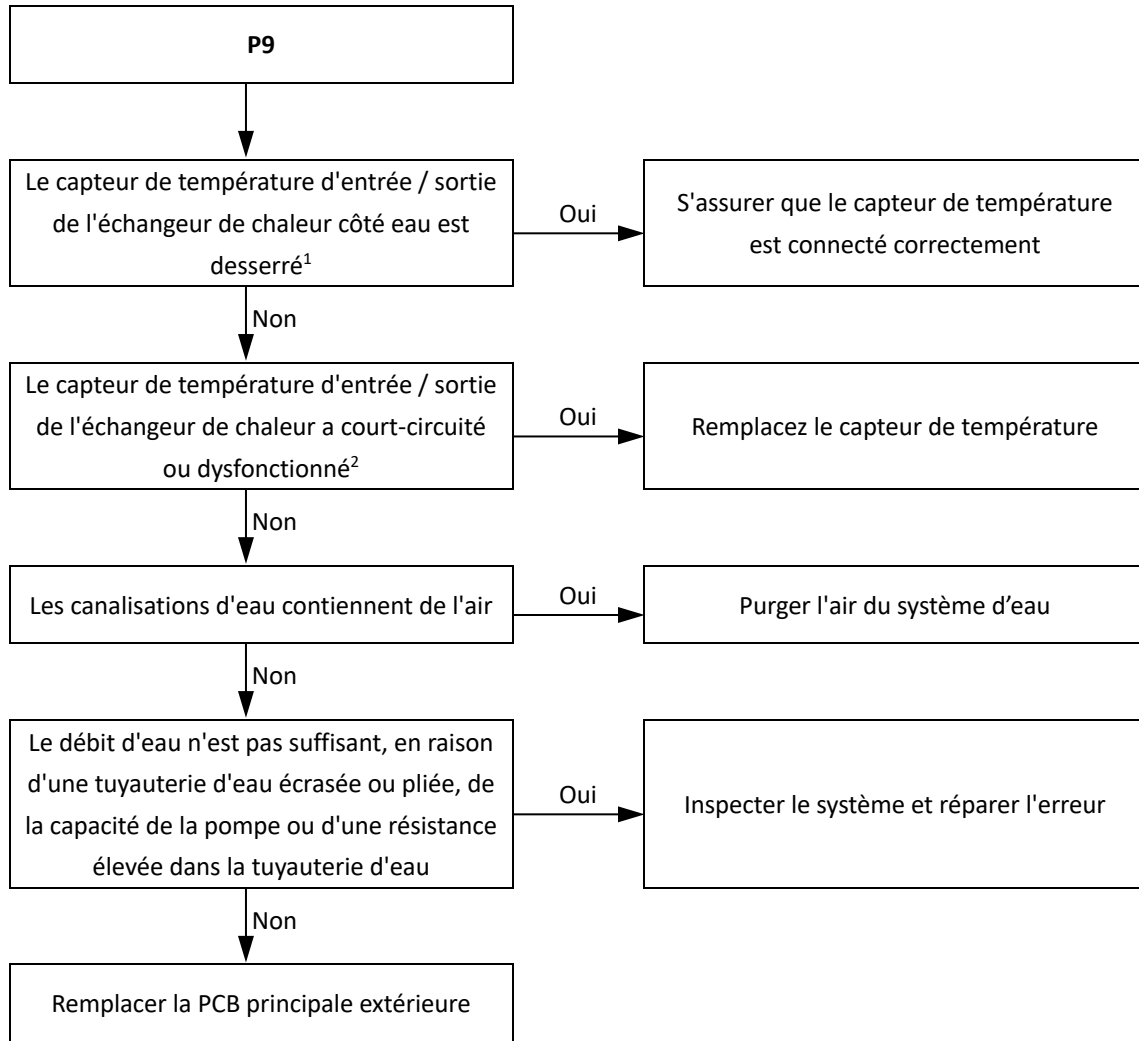 P9
Le capteur de température d'entrée / sortie
de l'échangeur de chaleur côté eau est
desserré1
Oui
S'assurer que le capteur de température
est connecté correctement
Non
Le capteur de température d'entrée / sortie
de l'échangeur de chaleur a court-circuité
ou dysfonctionné2
Oui
Remplacez le capteur de température
Non
Les canalisations d'eau contiennent de l'air
Oui
Purger l'air du système d’eau
Non
Le débit d'eau n'est pas suffisant, en raison
d'une tuyauterie d'eau écrasée ou pliée, de
la capacité de la pompe ou d'une résistance
élevée dans la tuyauterie d'eau
Oui
Inspecter le système et réparer l'erreur
Non
Remplacer la PCB principale extérieure